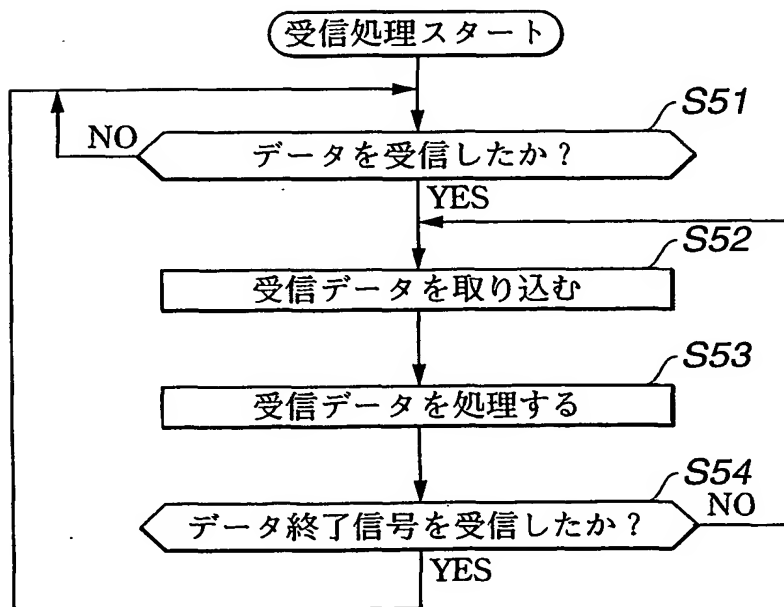 受信処理スタート
S51
NO
データを受信したか?
YES
S52
受信データを取り込む
S53
受信データを処理する
S54
データ終了信号を受信したか?
NO
YES